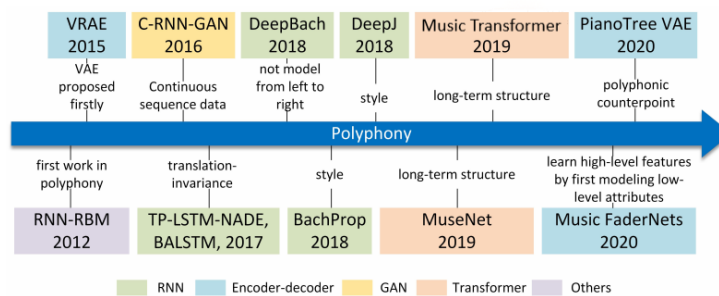 VRAE
2015
C-RNN-GAN
2016
DeepBach
2018
DeepJ
2018
Music Transformer
2019
PianoTree VAE
2020
VAE
proposed
firstly
Continuous
sequence data
not model
from left to
right
style
long-term structure
polyphonic
counterpoint
Polyphony
first work in
polyphony
translation-
invariance
style
long-term structure
learn high-level features
by first modeling low-
level attributes
RNN-RBM
2012
TP-LSTM-NADE,
BALSTM, 2017
BachProp
2018
MuseNet
2019
Music FaderNets
2020
RNN
Encoder-decoder
GAN
Transformer
Others